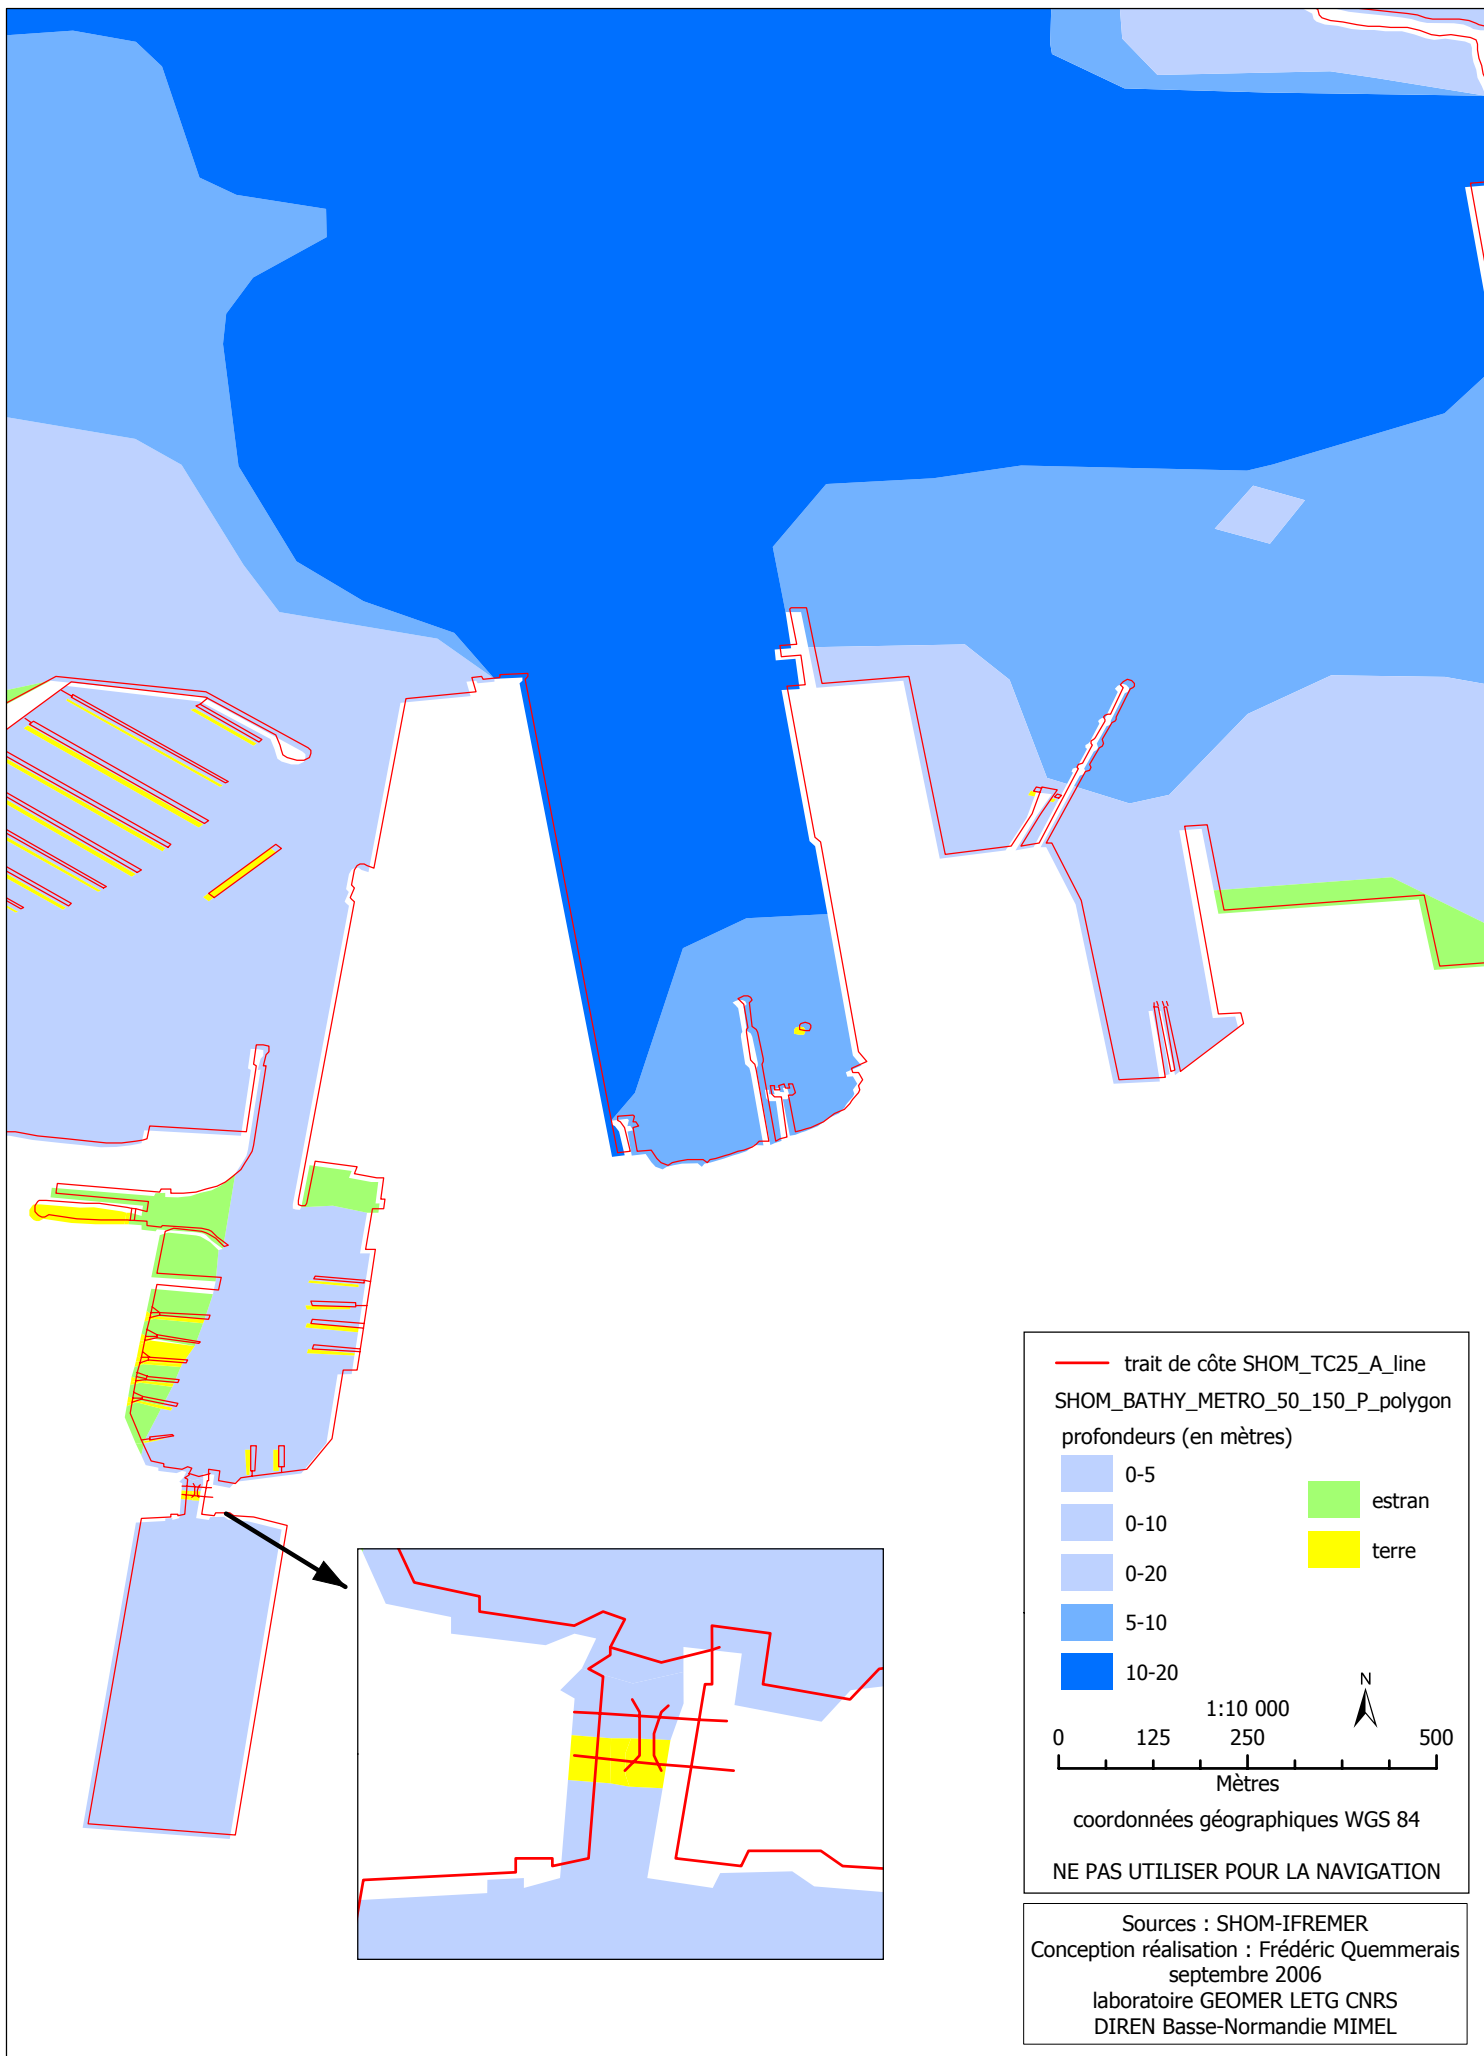 trait de côte SHOM_TC25_A_line
SHOM_BATHY_METRO_50_150_P_polygon
profondeurs (en mètres)
0-5
0-10
0-20
5-10
10-20
estran
terre
N
1:10 000
0 125 250 500
Mètres
coordonnées géographiques WGS 84
NE PAS UTILISER POUR LA NAVIGATION
Sources : SHOM-IFREMER
Conception réalisation : Frédéric Quemmerais
septembre 2006
laboratoire GEOMER LETG CNRS
DIREN Basse-Normandie MIMEL